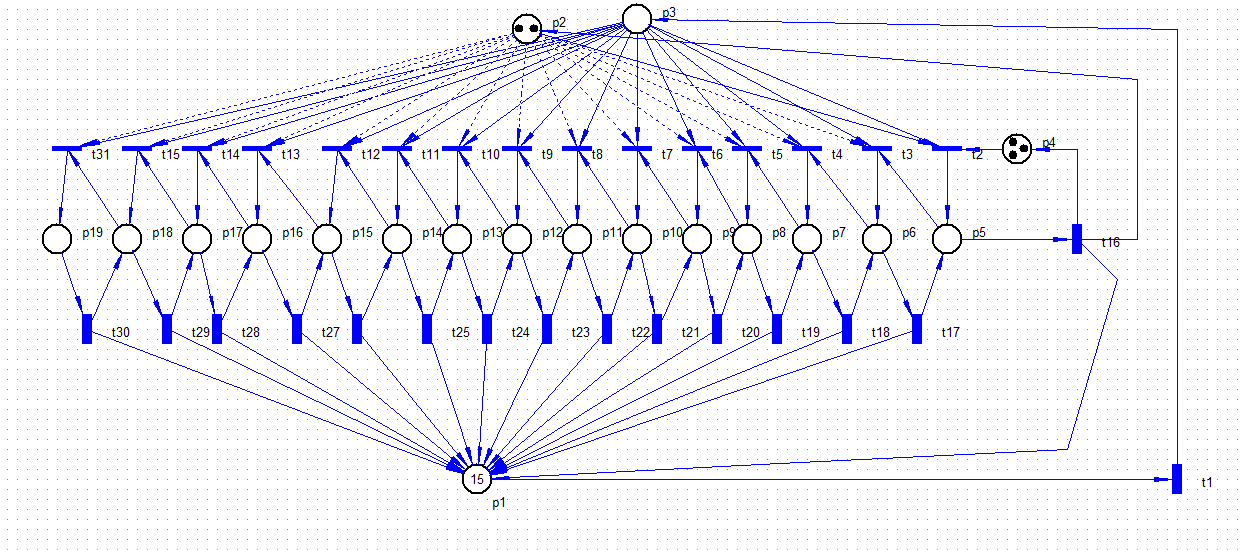 p2 p3
t31 t15 t14 t13 t12 t11 t10 t9 t8 t7 t6 t5 t4 t3 t2 p4
p19 p18 p17 p16 p15 p14 p13 p12 p11 p10 p9 p8 p7 p6 p5 t16
t30 t29 t28 t27 t25 t24 t23 t22 t21 t20 t19 t18 t17
15 t1
p1